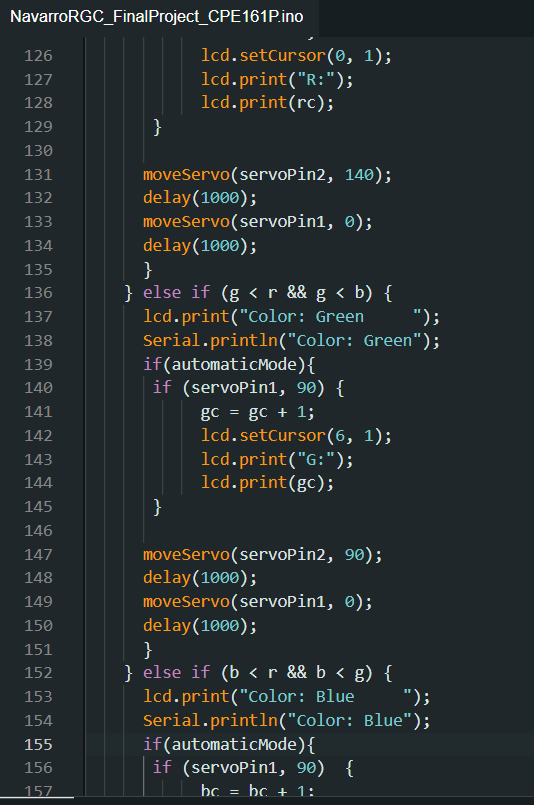 NavarroRGC_FinalProject_CPE161P.ino
126 lcd.setCursor(0, 1);
127 lcd.print("R:");
128 lcd.print(rc);
129 }
130
131 moveServo(servoPin2, 140);
132 delay(1000);
133 moveServo(servoPin1, 0);
134 delay(1000);
135 }
136 } else if (g < r && g < b) {
137 lcd.print("Color: Green     ");
138 Serial.println("Color: Green");
139 if(automaticMode){
140 if (servoPin1, 90) {
141 gc = gc + 1;
142 lcd.setCursor(6, 1);
143 lcd.print("G:");
144 lcd.print(gc);
145 }
146
147 moveServo(servoPin2, 90);
148 delay(1000);
149 moveServo(servoPin1, 0);
150 delay(1000);
151 }
152 } else if (b < r && b < g) {
153 lcd.print("Color: Blue     ");
154 Serial.println("Color: Blue");
155 if(automaticMode){
156 if (servoPin1, 90)  {
157 bc = bc + 1;